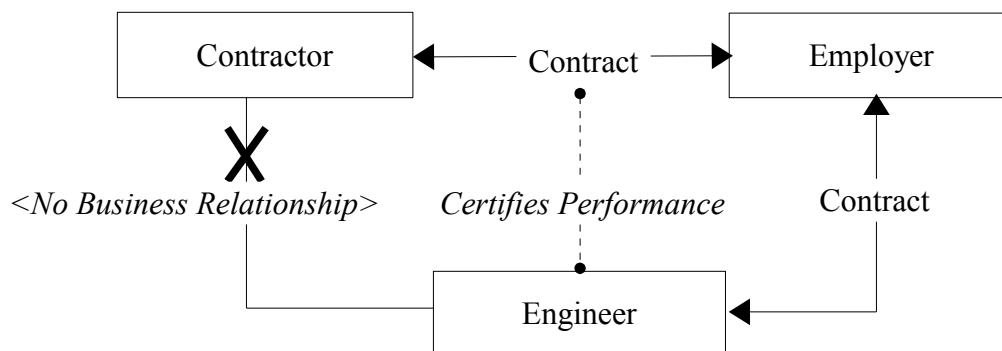 Contractor
Contract
Employer
<No Business Relationship>
Certifies Performance
Contract
Engineer